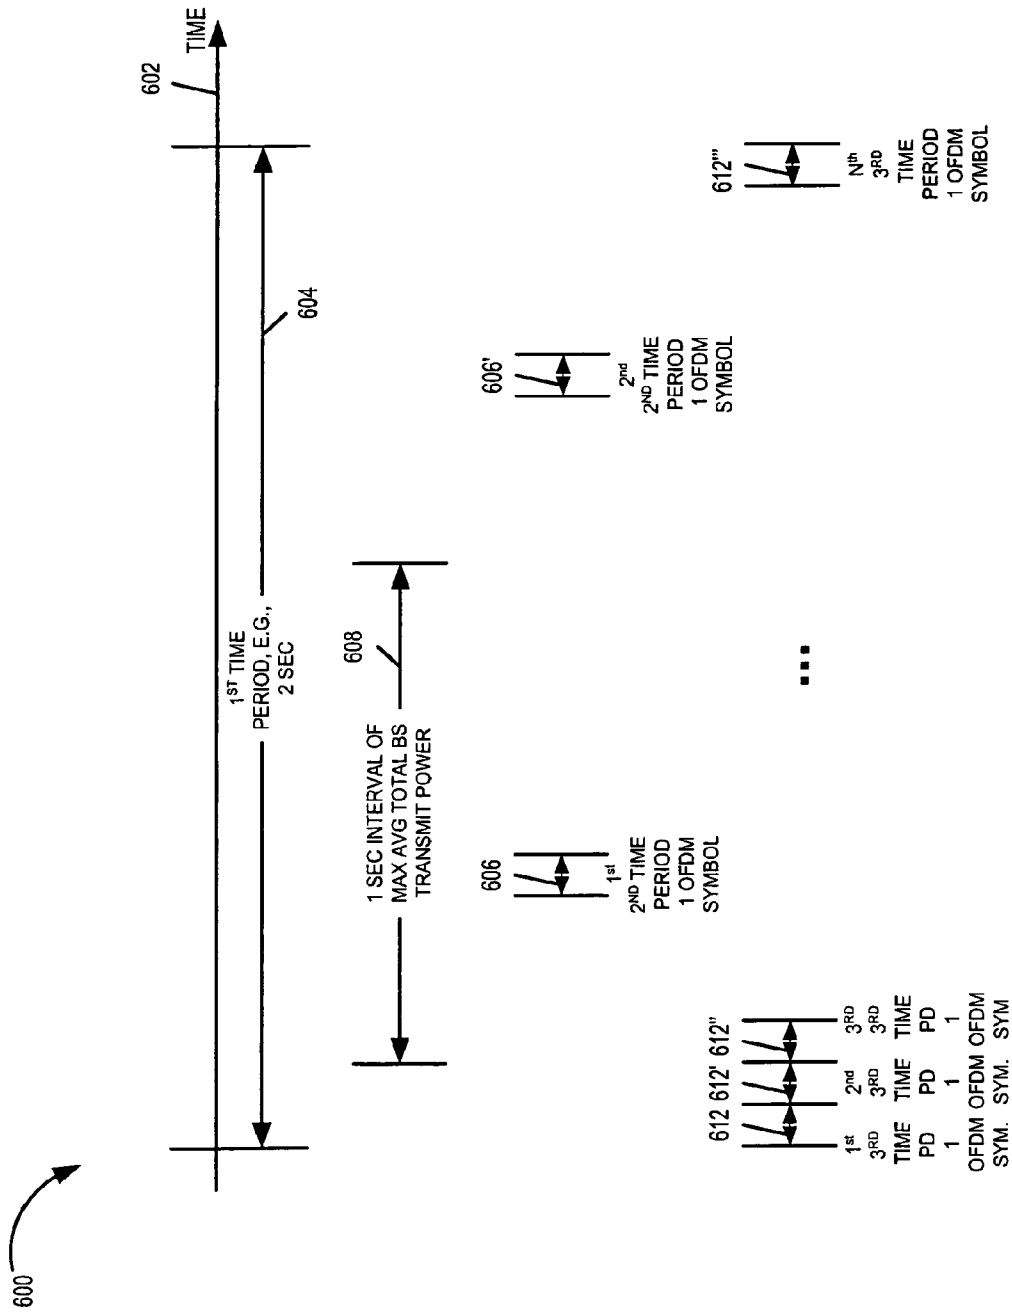 600
TIME
602
1ST TIME
PERIOD, E.G.,
2 SEC
604
608
1 SEC INTERVAL OF
MAX AVG TOTAL BS
TRANSMIT POWER
606
1st
2ND TIME
PERIOD
1 OFDM
SYMBOL
606'
2nd
2ND TIME
PERIOD
1 OFDM
SYMBOL
612
1st
3RD
TIME
PD
1
OFDM
SYM.
612'
2nd
3RD
TIME
PD
1
OFDM
SYM.
612''
3RD
3RD
TIME
PD
1
OFDM
SYM
...
612'''
Nth
3RD
TIME
PERIOD
1 OFDM
SYMBOL